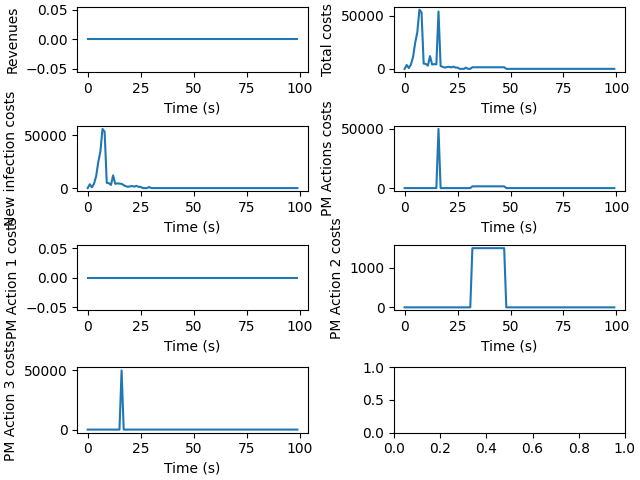 Revenues
0.05
0.00
−0.05
0 25 50 75 100
Time (s)
Total costs
50000
0
0 25 50 75 100
Time (s)
New infection costs
50000
0
0 25 50 75 100
Time (s)
PM Actions costs
50000
0
0 25 50 75 100
Time (s)
PM Action 1 costs
0.05
0.00
−0.05
0 25 50 75 100
Time (s)
PM Action 2 costs
1000
0
0 25 50 75 100
Time (s)
PM Action 3 costs
50000
0
0 25 50 75 100
Time (s)
1.0
0.5
0.0
0.0 0.2 0.4 0.6 0.8 1.0